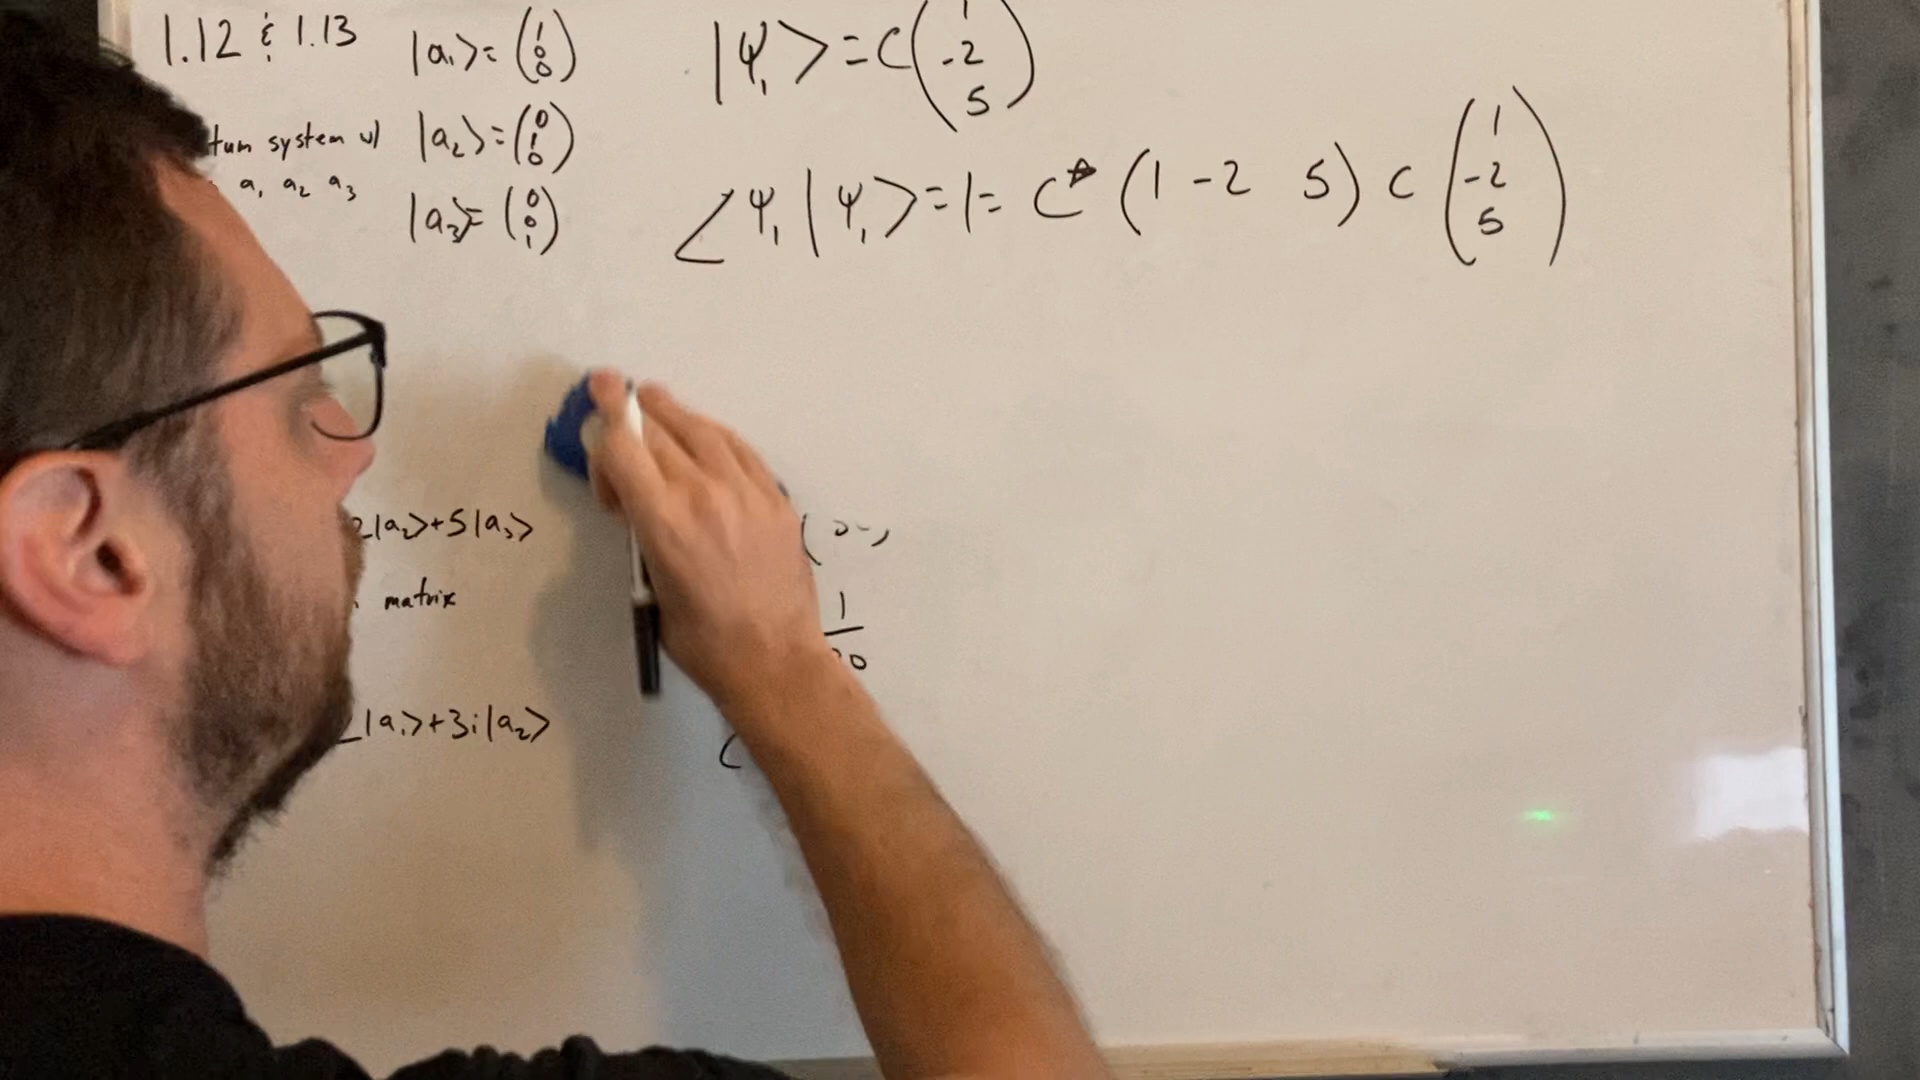 1.12 & 1.13
|a₁> = (1 0 0)
|ψ₁> = C(1 -2 5)
tum system w/
|a₂> = (0 1 0)
a₁ a₂ a₃
|a₃> = (0 0 1)
<ψ₁|ψ₁> = 1 = C* (1 -2 5) C (1 -2 5)
2|a₂>+5|a₃>
matrix
1
0
|a₁>+3i|a₂>
C